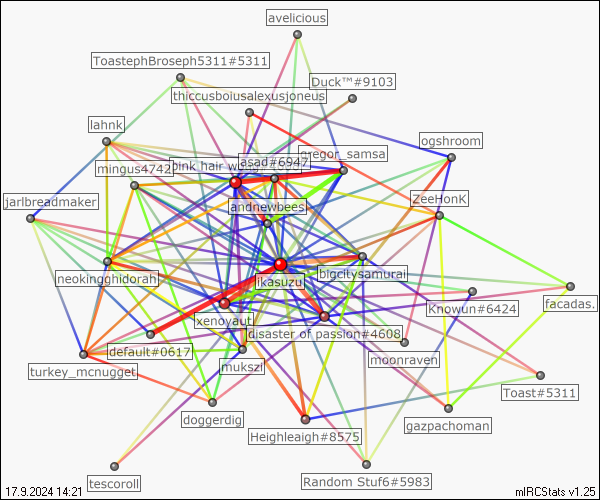 avelicious
ToastephBroseph5311#5311
Duck™#9103
thiccusboiusalexusjoneus
lahnk
ogshroom
gregor_samsa
asad#6947
pink hair
mingus4742
jarlbreadmaker
ZeeHonK
andnewbees
neokingghidorah
ikasuzu
bigcitysamurai
facadas.
Knowun#6424
xenoyaut
disaster of passion#4608
default#0617
moonraven
mukszi
turkey_mcnugget
Toast#5311
doggerdig
gazpachoman
Heighleaigh#8575
tescoroll
Random Stuf6#5983
17.9.2024 14:21
mIRCStats v1.25